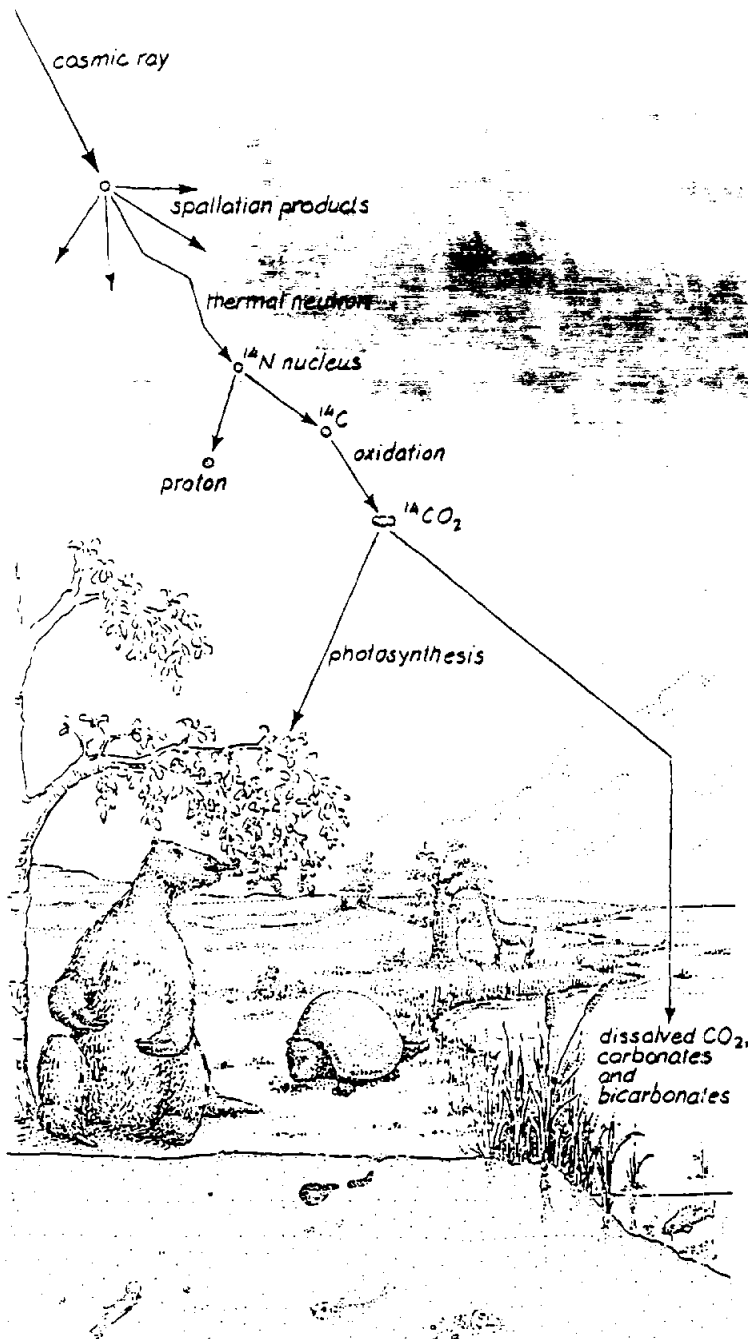 cosmic ray
spallation products
thermal neutron
¹⁴N nucleus
¹⁴C
oxidation
proton
¹⁴CO₂
photosynthesis
dissolved CO₂,
carbonates
and
bicarbonates